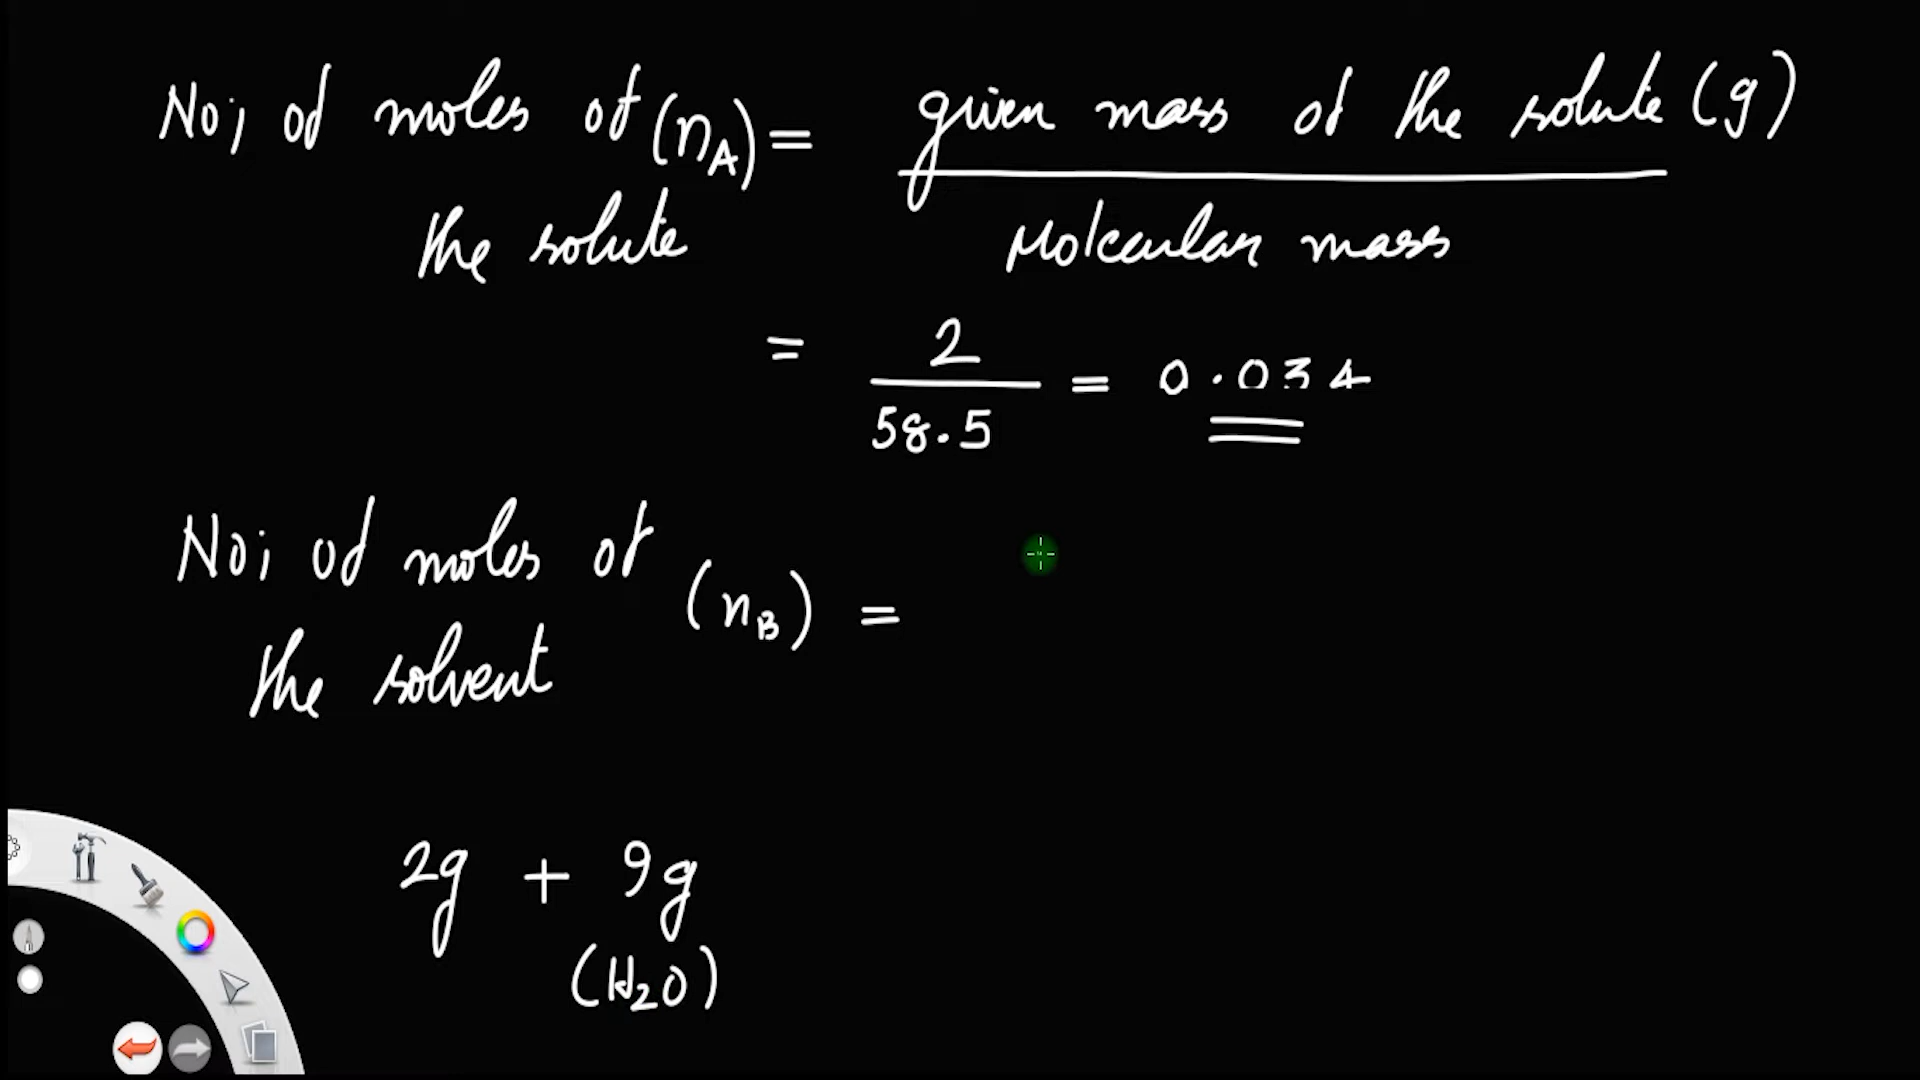 No; of moles of (nA) = given mass of the solute (g)
the solute Molecular mass
= 2 / 58.5 = 0.034
No; of moles of (nB) =
the solvent
2g + 9g
(H2O)